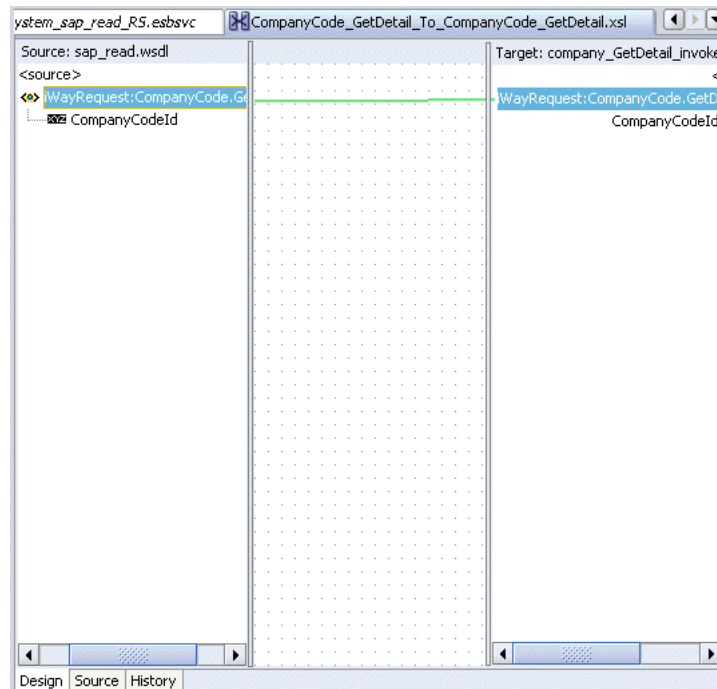 ystem_sap_read_RS.esbsvc
CompanyCode_GetDetail_To_CompanyCode_GetDetail.xsl
Source: sap_read.wsdl
Target: company_GetDetail_invoke
<source>
<
iWayRequest:CompanyCode.Ge
iWayRequest:CompanyCode.GetD
XYZ CompanyCodeId
CompanyCodeId
Design Source History